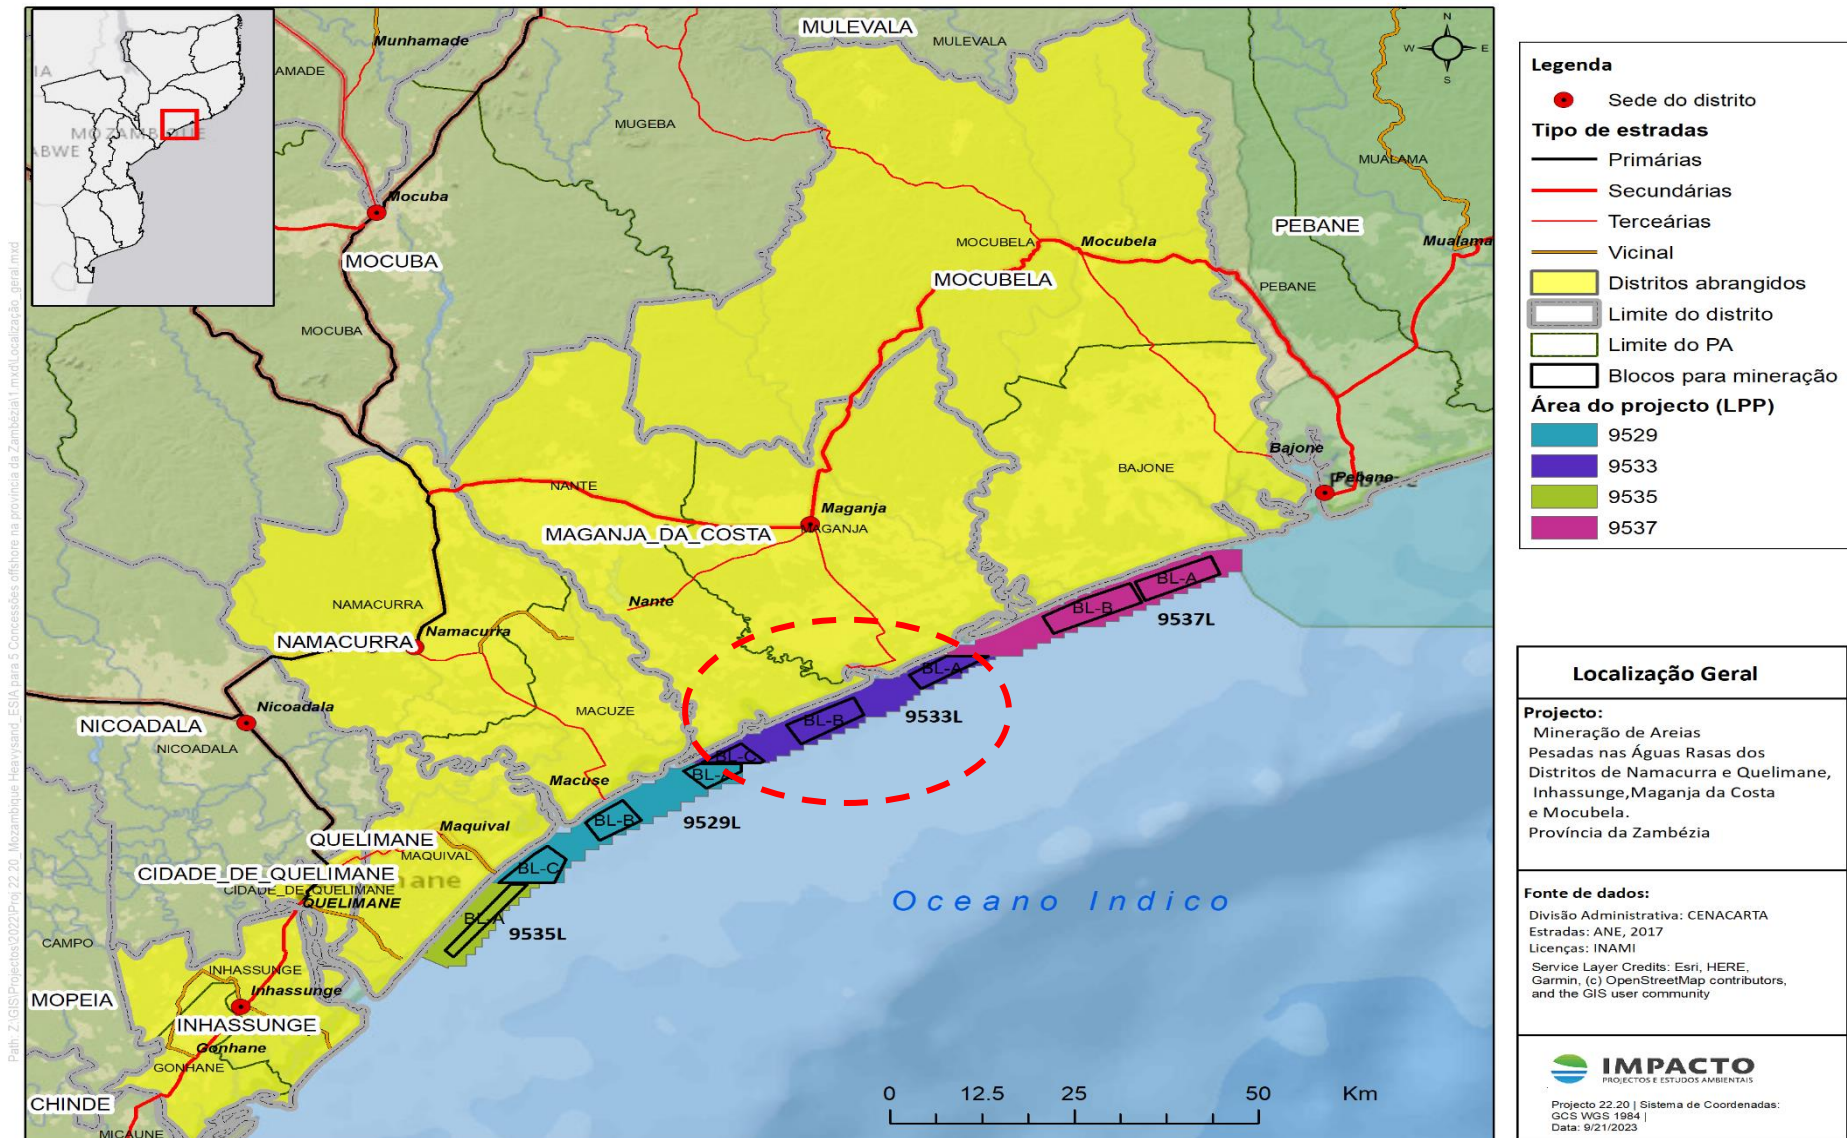 MOZAMBIQUE
ABWE
Munhamade
AMADE
MULEVALA
MULEVALA
N
W
E
S
MUGEBA
MUALAMA
Mocuba
MOCUBA
MOCUBA
MOCUBELA
Mocubela
MOCUBELA
PEBANE
Mualama
PEBANE
NANTE
Maganja
MAGANJA
MAGANJA_DA_COSTA
BAJONE
Bajone
Pebane
NAMACURRA
Namacurra
NAMACURRA
Nante
BL-A
BL-B
9537L
Nicoadala
NICOADALA
NICOADALA
MACUZE
BL-A
9533L
BL-B
BL-C
BL-A
Macuse
BL-B
9529L
Maquival
QUELIMANE
MAQUIVAL
BL-C
CIDADE_DE_QUELIMANE
CIDADE_DE_QUELIMANE
QUELIMANE
BL-A
9535L
Oceano Indico
CAMPO
INHASSUNGE
Inhassunge
MOPEIA
INHASSUNGE
Gonhane
GONHANE
CHINDE
MICAUNE
0 12.5 25 50 Km
Legenda
Sede do distrito
Tipo de estradas
Primárias
Secundárias
Terceárias
Vicinal
Distritos abrangidos
Limite do distrito
Limite do PA
Blocos para mineração
Área do projecto (LPP)
9529
9533
9535
9537
Localização Geral
Projecto:
Mineração de Areias
Pesadas nas Águas Rasas dos
Distritos de Namacurra e Quelimane,
Inhassunge,Maganja da Costa
e Mocubela.
Província da Zambézia
Fonte de dados:
Divisão Administrativa: CENACARTA
Estradas: ANE, 2017
Licenças: INAMI
Service Layer Credits: Esri, HERE,
Garmin, (c) OpenStreetMap contributors,
and the GIS user community
IMPACTO
PROJECTOS E ESTUDOS AMBIENTAIS
Projecto 22.20 | Sistema de Coordenadas:
GCS WGS 1984 |
Data: 9/21/2023